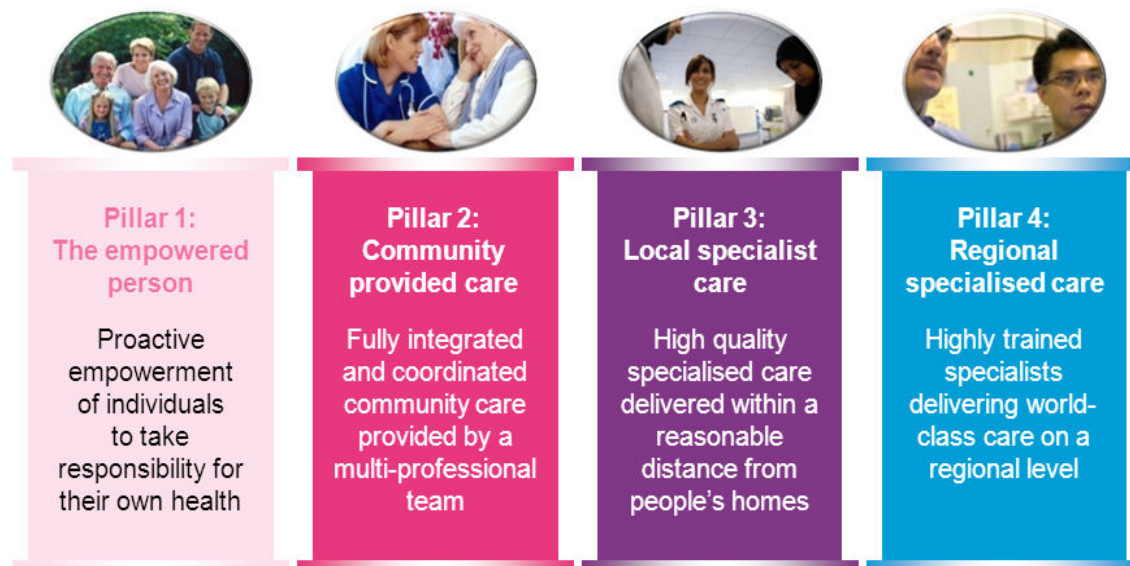 Pillar 1:
The empowered
person
Proactive
empowerment
of individuals
to take
responsibility for
their own health
Pillar 2:
Community
provided care
Fully integrated
and coordinated
community care
provided by a
multi-professional
team
Pillar 3:
Local specialist
care
High quality
specialised care
delivered within a
reasonable
distance from
people’s homes
Pillar 4:
Regional
specialised care
Highly trained
specialists
delivering world-
class care on a
regional level